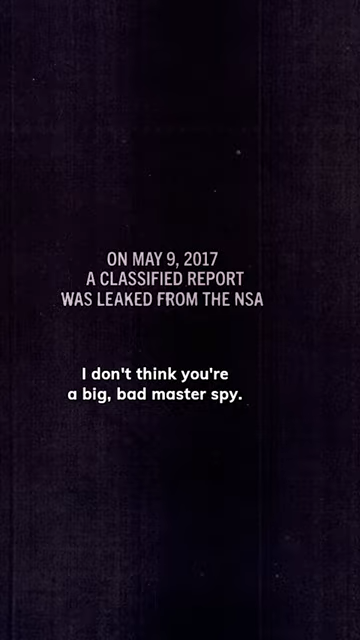 ON MAY 9, 2017
A CLASSIFIED REPORT
WAS LEAKED FROM THE NSA
I don't think you're
a big, bad master spy.